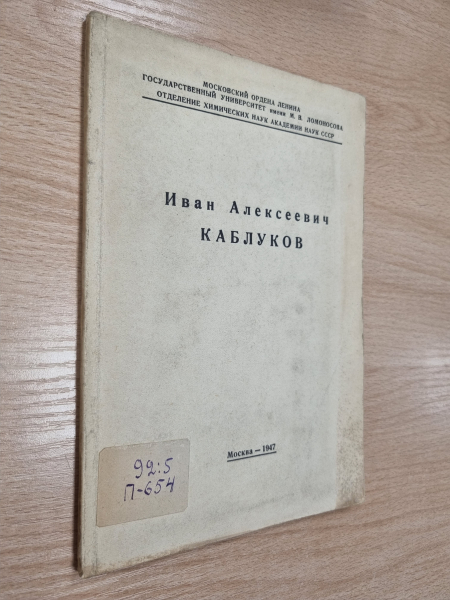 МОСКОВСКИЙ ОРДЕНА ЛЕНИНА
ГОСУДАРСТВЕННЫЙ УНИВЕРСИТЕТ имени М. В. ЛОМОНОСОВА
ОТДЕЛЕНИЕ ХИМИЧЕСКИХ НАУК АКАДЕМИИ НАУК СССР
Иван Алексеевич
КАБЛУКОВ
Москва — 1947
92:5
П-654